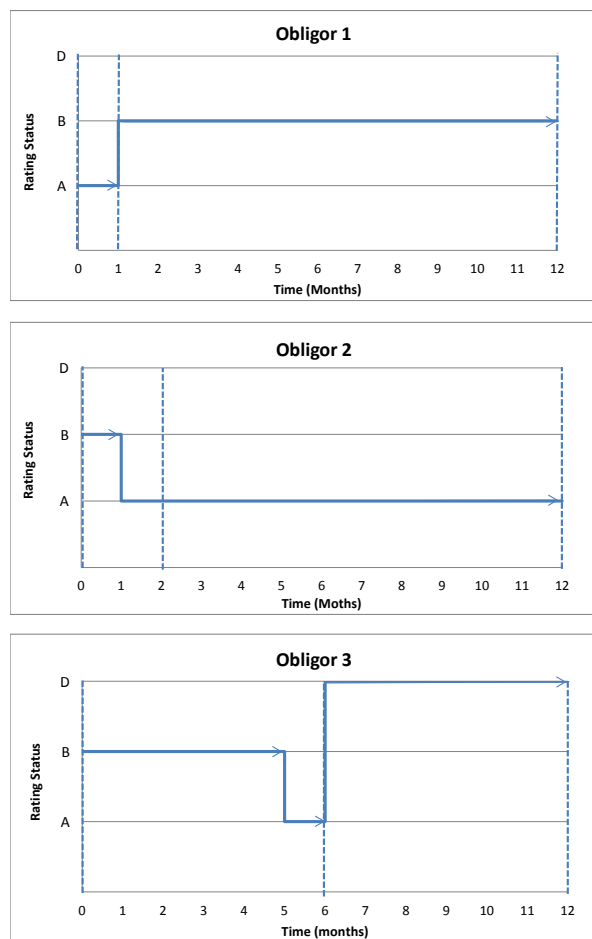 Obligor 1
D
B
A
Rating Status
0 1 2 3 4 5 6 7 8 9 10 11 12
Time (Months)
Obligor 2
D
B
A
Rating Status
0 1 2 3 4 5 6 7 8 9 10 11 12
Time (Moths)
Obligor 3
D
B
A
Rating Status
0 1 2 3 4 5 6 7 8 9 10 11 12
Time (months)